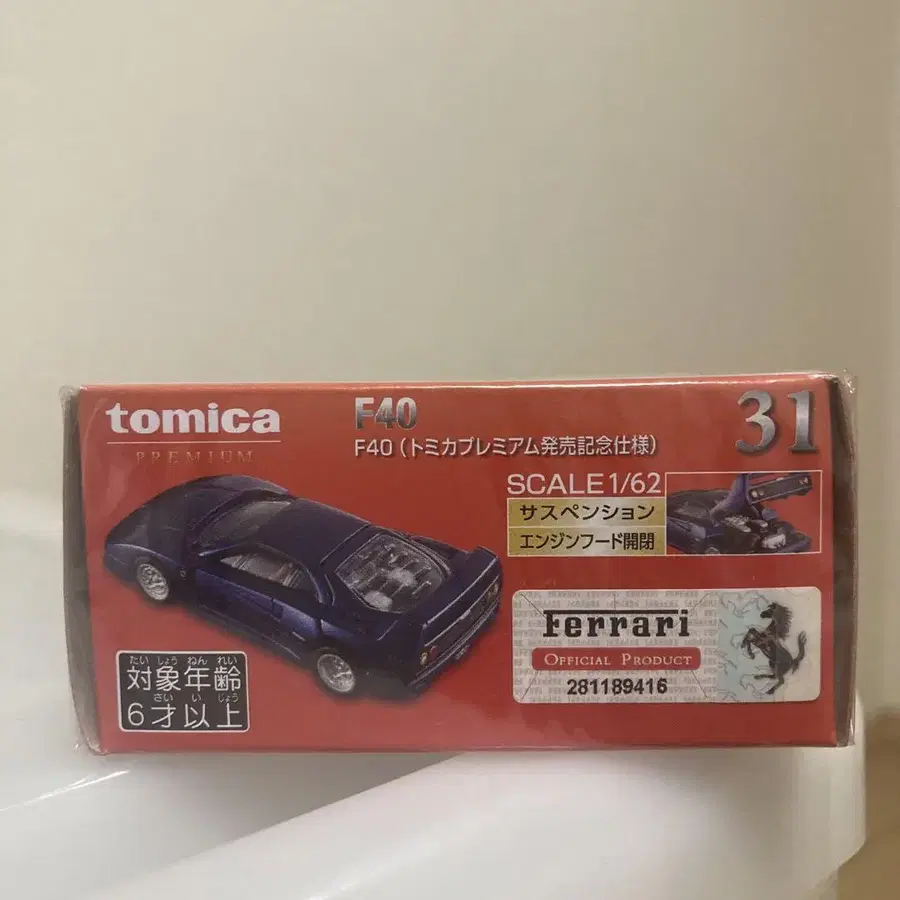 tomica
PREMIUM
F40
F40 (トミカプレミアム発売記念仕様)
31
SCALE 1/62
サスペンション
エンジンフード開閉
Ferrari
OFFICIAL PRODUCT
281189416
たいしょうねんれい
対象年齢
さいいじょう
6才以上